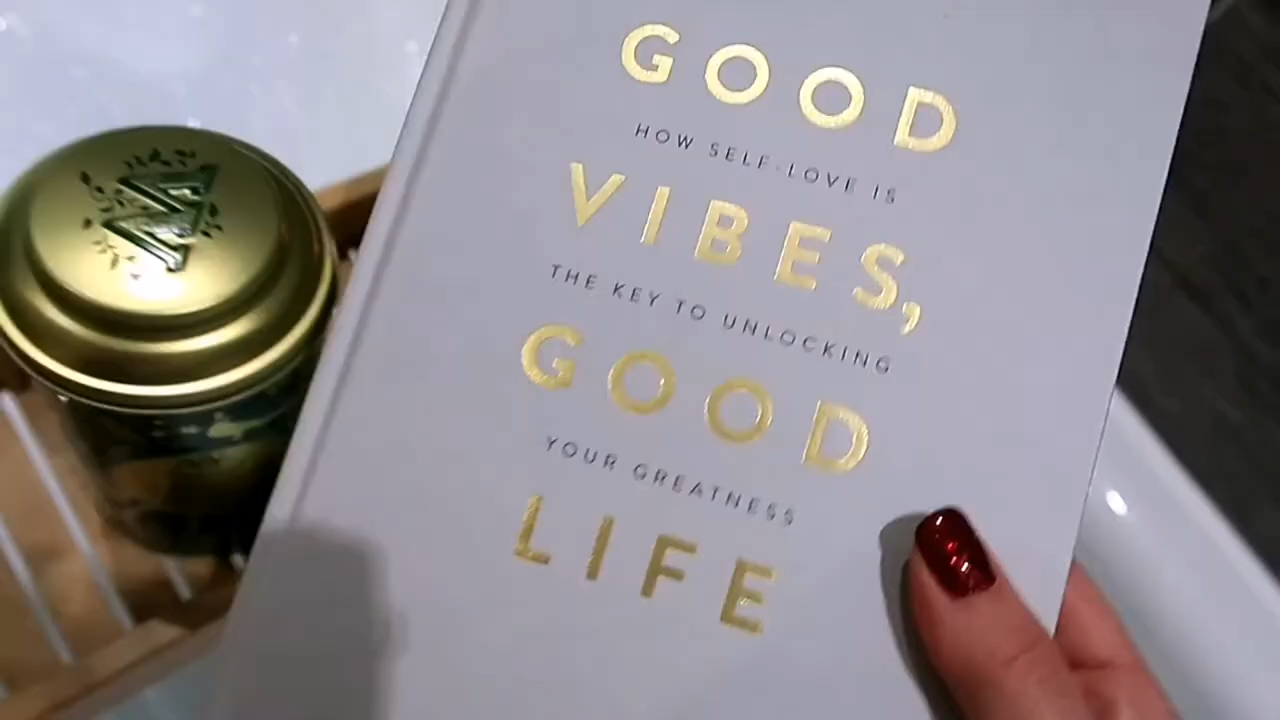 GOOD
HOW SELF-LOVE IS
VIBES,
THE KEY TO UNLOCKING
GOOD
YOUR GREATNESS
LIFE